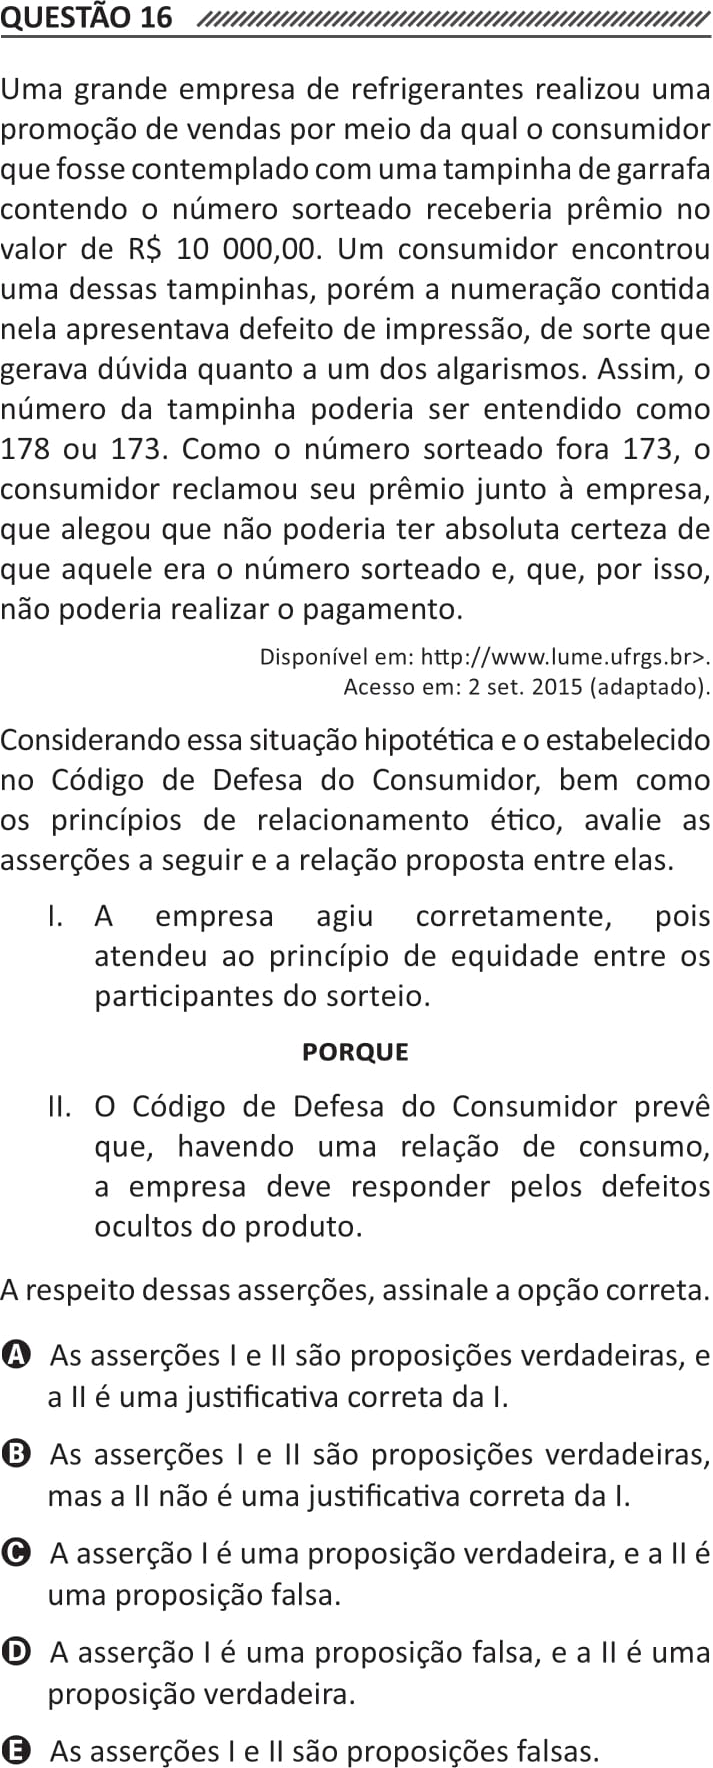 QUESTÃO 16
Uma grande empresa de refrigerantes realizou uma
promoção de vendas por meio da qual o consumidor
que fosse contemplado com uma tampinha de garrafa
contendo o número sorteado receberia prêmio no
valor de R$ 10 000,00. Um consumidor encontrou
uma dessas tampinhas, porém a numeração contida
nela apresentava defeito de impressão, de sorte que
gerava dúvida quanto a um dos algarismos. Assim, o
número da tampinha poderia ser entendido como
178 ou 173. Como o número sorteado fora 173, o
consumidor reclamou seu prêmio junto à empresa,
que alegou que não poderia ter absoluta certeza de
que aquele era o número sorteado e, que, por isso,
não poderia realizar o pagamento.
Disponível em: http://www.lume.ufrgs.br>.
Acesso em: 2 set. 2015 (adaptado).
Considerando essa situação hipotética e o estabelecido
no Código de Defesa do Consumidor, bem como
os princípios de relacionamento ético, avalie as
asserções a seguir e a relação proposta entre elas.
I. A empresa agiu corretamente, pois
atendeu ao princípio de equidade entre os
participantes do sorteio.
PORQUE
II. O Código de Defesa do Consumidor prevê
que, havendo uma relação de consumo,
a empresa deve responder pelos defeitos
ocultos do produto.
A respeito dessas asserções, assinale a opção correta.
A As asserções I e II são proposições verdadeiras, e
a II é uma justificativa correta da I.
B As asserções I e II são proposições verdadeiras,
mas a II não é uma justificativa correta da I.
C A asserção I é uma proposição verdadeira, e a II é
uma proposição falsa.
D A asserção I é uma proposição falsa, e a II é uma
proposição verdadeira.
E As asserções I e II são proposições falsas.